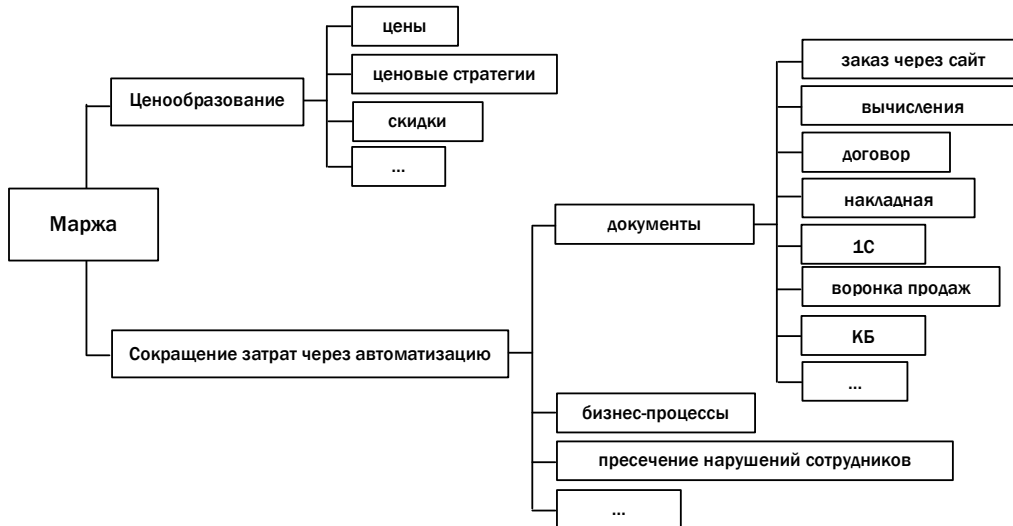 Маржа
Ценообразование
цены
ценовые стратегии
скидки
...
Сокращение затрат через автоматизацию
документы
заказ через сайт
вычисления
договор
накладная
1С
воронка продаж
КБ
...
бизнес-процессы
пресечение нарушений сотрудников
...